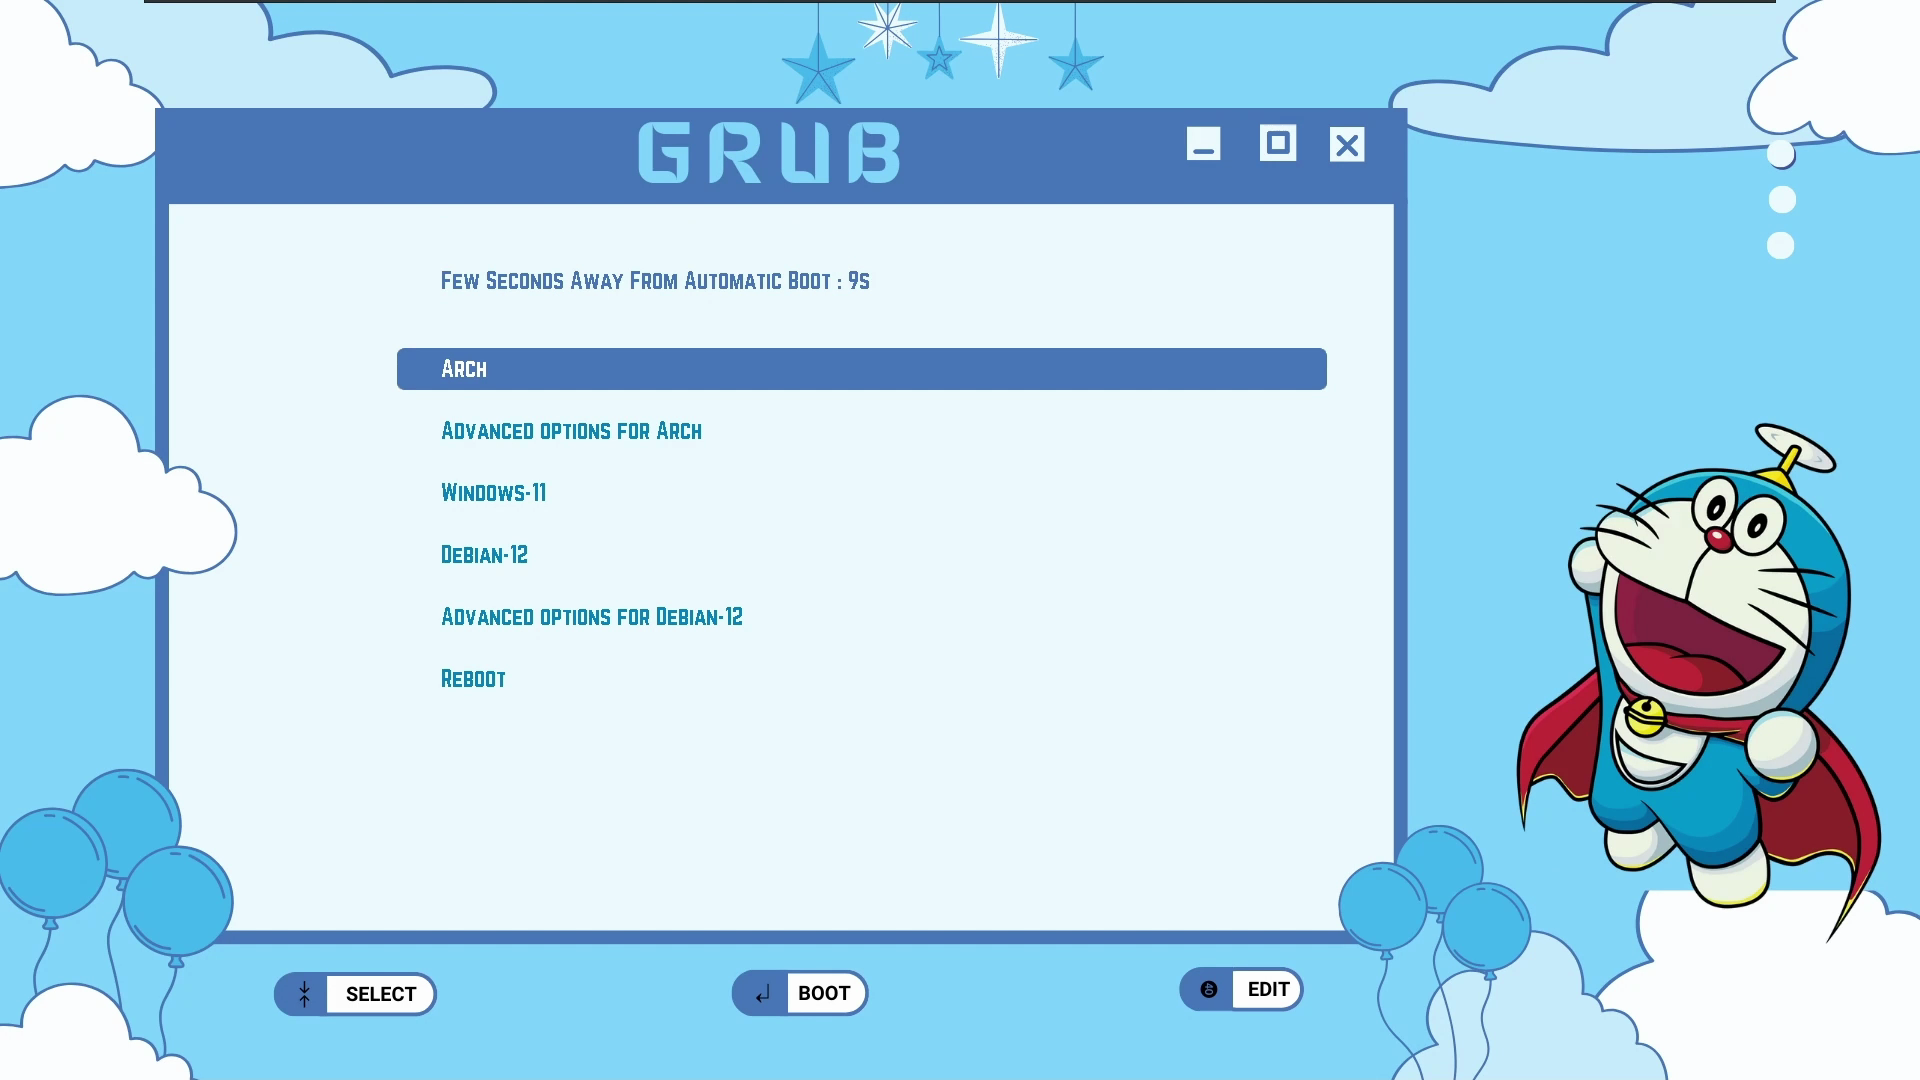 GRUB
Few Seconds Away From Automatic Boot : 9s
Arch
Advanced options for Arch
Windows-11
Debian-12
Advanced options for Debian-12
Reboot
SELECT
BOOT
EDIT